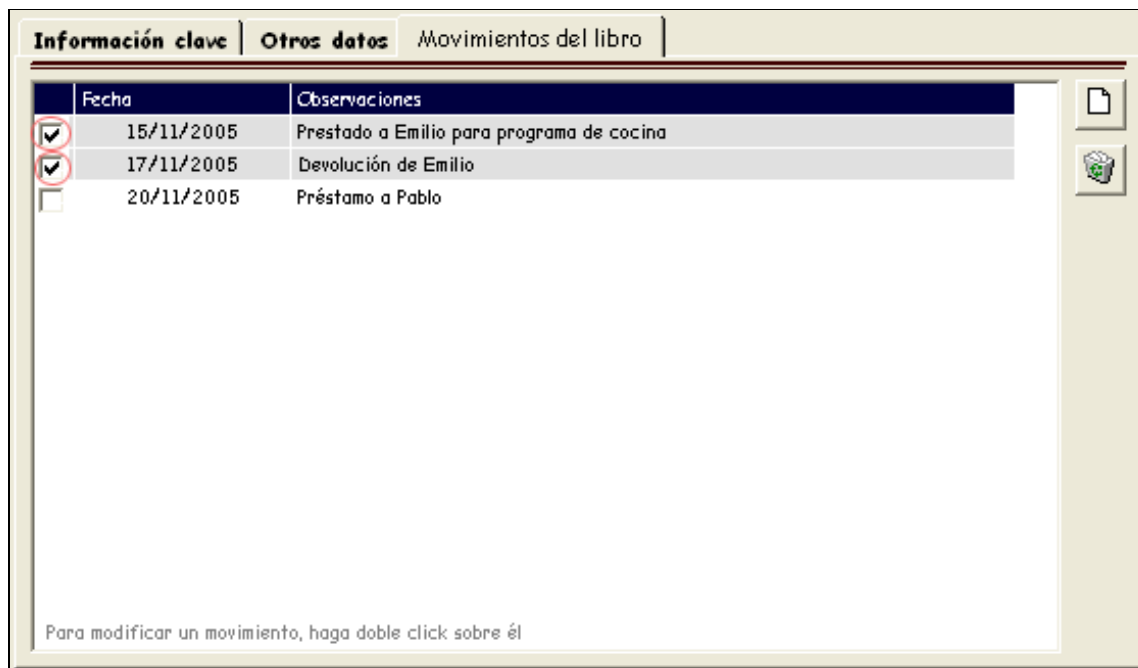 Información clave Otros datos Movimientos del libro
Fecha Observaciones
15/11/2005 Prestado a Emilio para programa de cocina
17/11/2005 Devolución de Emilio
20/11/2005 Préstamo a Pablo
Para modificar un movimiento, haga doble click sobre él